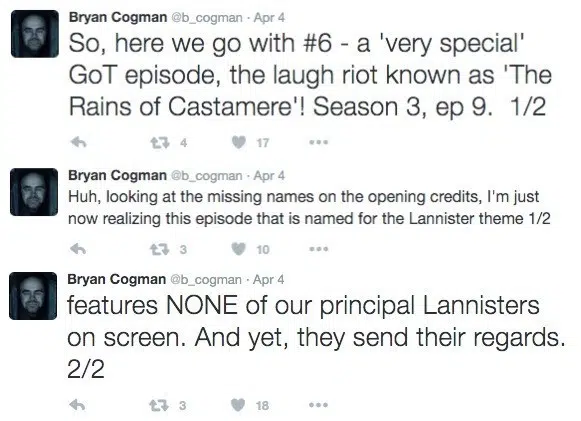 Bryan Cogman @b_cogman · Apr 4
So, here we go with #6 - a 'very special'
GoT episode, the laugh riot known as 'The
Rains of Castamere'! Season 3, ep 9.  1/2
4 17
Bryan Cogman @b_cogman · Apr 4
Huh, looking at the missing names on the opening credits, I'm just
now realizing this episode that is named for the Lannister theme 1/2
3 10
Bryan Cogman @b_cogman · Apr 4
features NONE of our principal Lannisters
on screen. And yet, they send their regards.
2/2
3 18